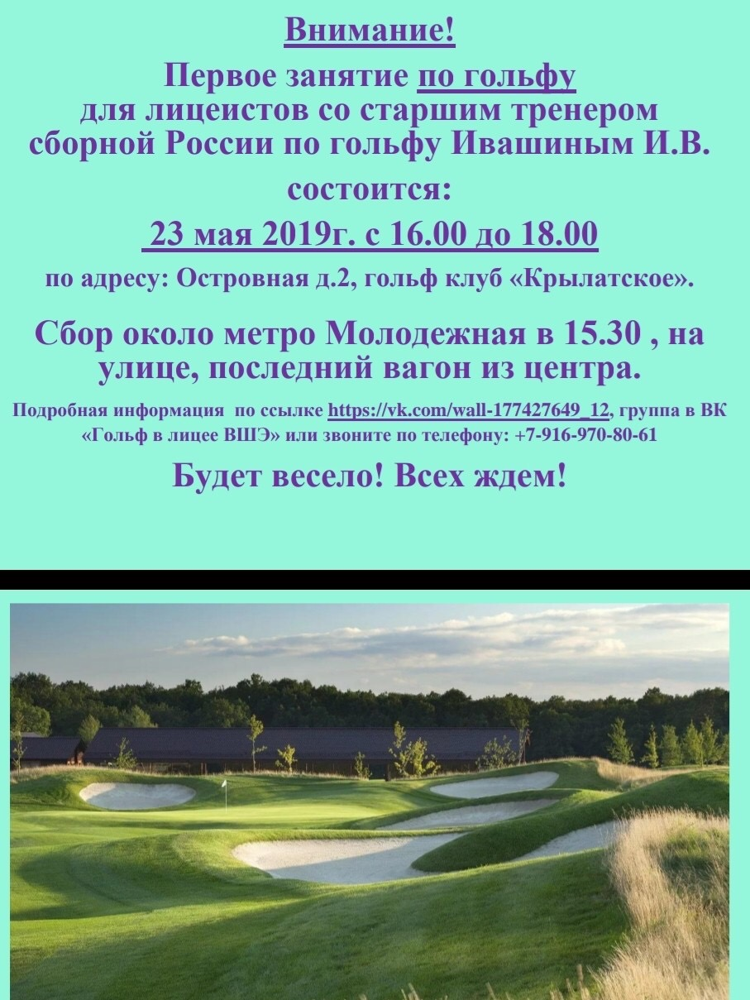 Внимание!
Первое занятие по гольфу
для лицеистов со старшим тренером
сборной России по гольфу Ивашиным И.В.
состоится:
23 мая 2019г. с 16.00 до 18.00
по адресу: Островная д.2, гольф клуб «Крылатское».
Сбор около метро Молодежная в 15.30 , на
улице, последний вагон из центра.
Подробная информация  по ссылке https://vk.com/wall-177427649_12, группа в ВК
«Гольф в лицее ВШЭ» или звоните по телефону: +7-916-970-80-61
Будет весело! Всех ждем!